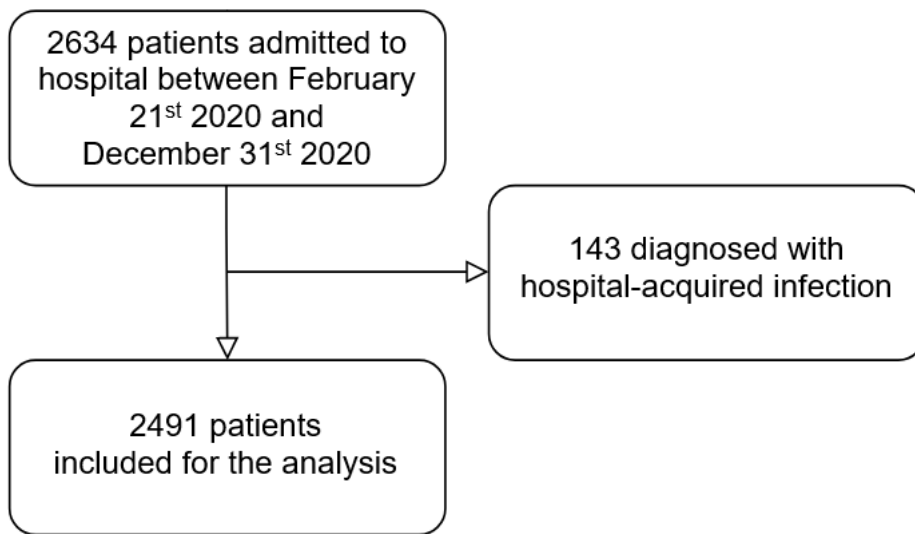 2634 patients admitted to
hospital between February
21st 2020 and
December 31st 2020
143 diagnosed with
hospital-acquired infection
2491 patients
included for the analysis